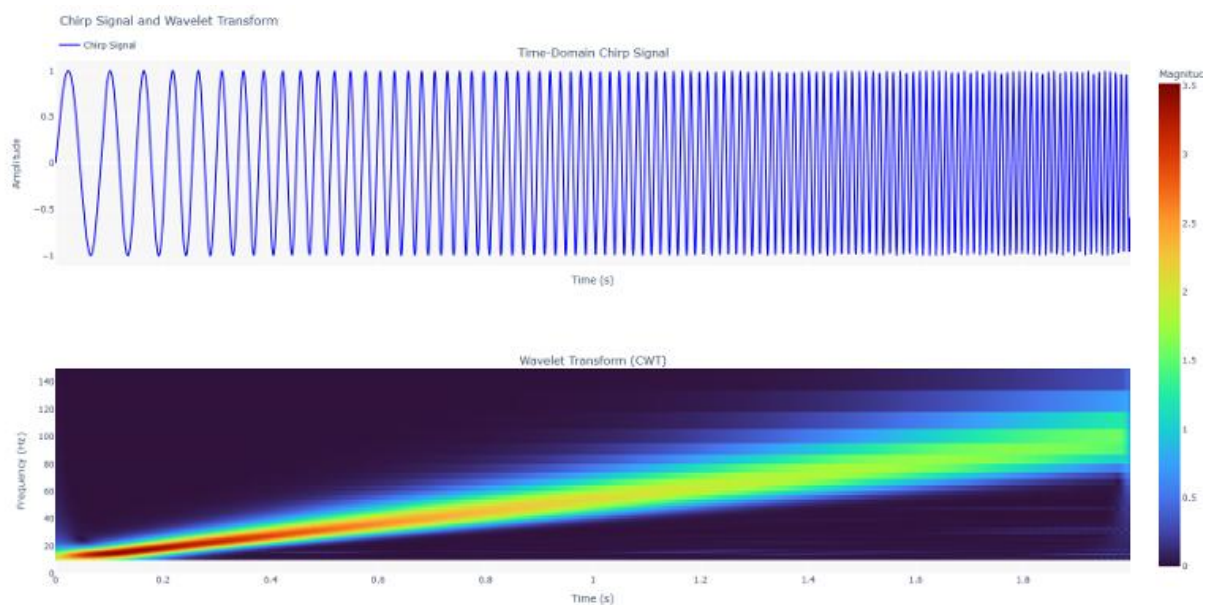 Chirp Signal and Wavelet Transform
Chirp Signal
Time-Domain Chirp Signal
Magnituc
1
0.5
0
−0.5
−1
Amplitude
Time (s)
3.5
3
2.5
2
1.5
1
0.5
0
Wavelet Transform (CWT)
140
120
100
80
60
40
20
0
Frequency (Hz)
0 0.2 0.4 0.6 0.8 1 1.2 1.4 1.6 1.8
Time (s)